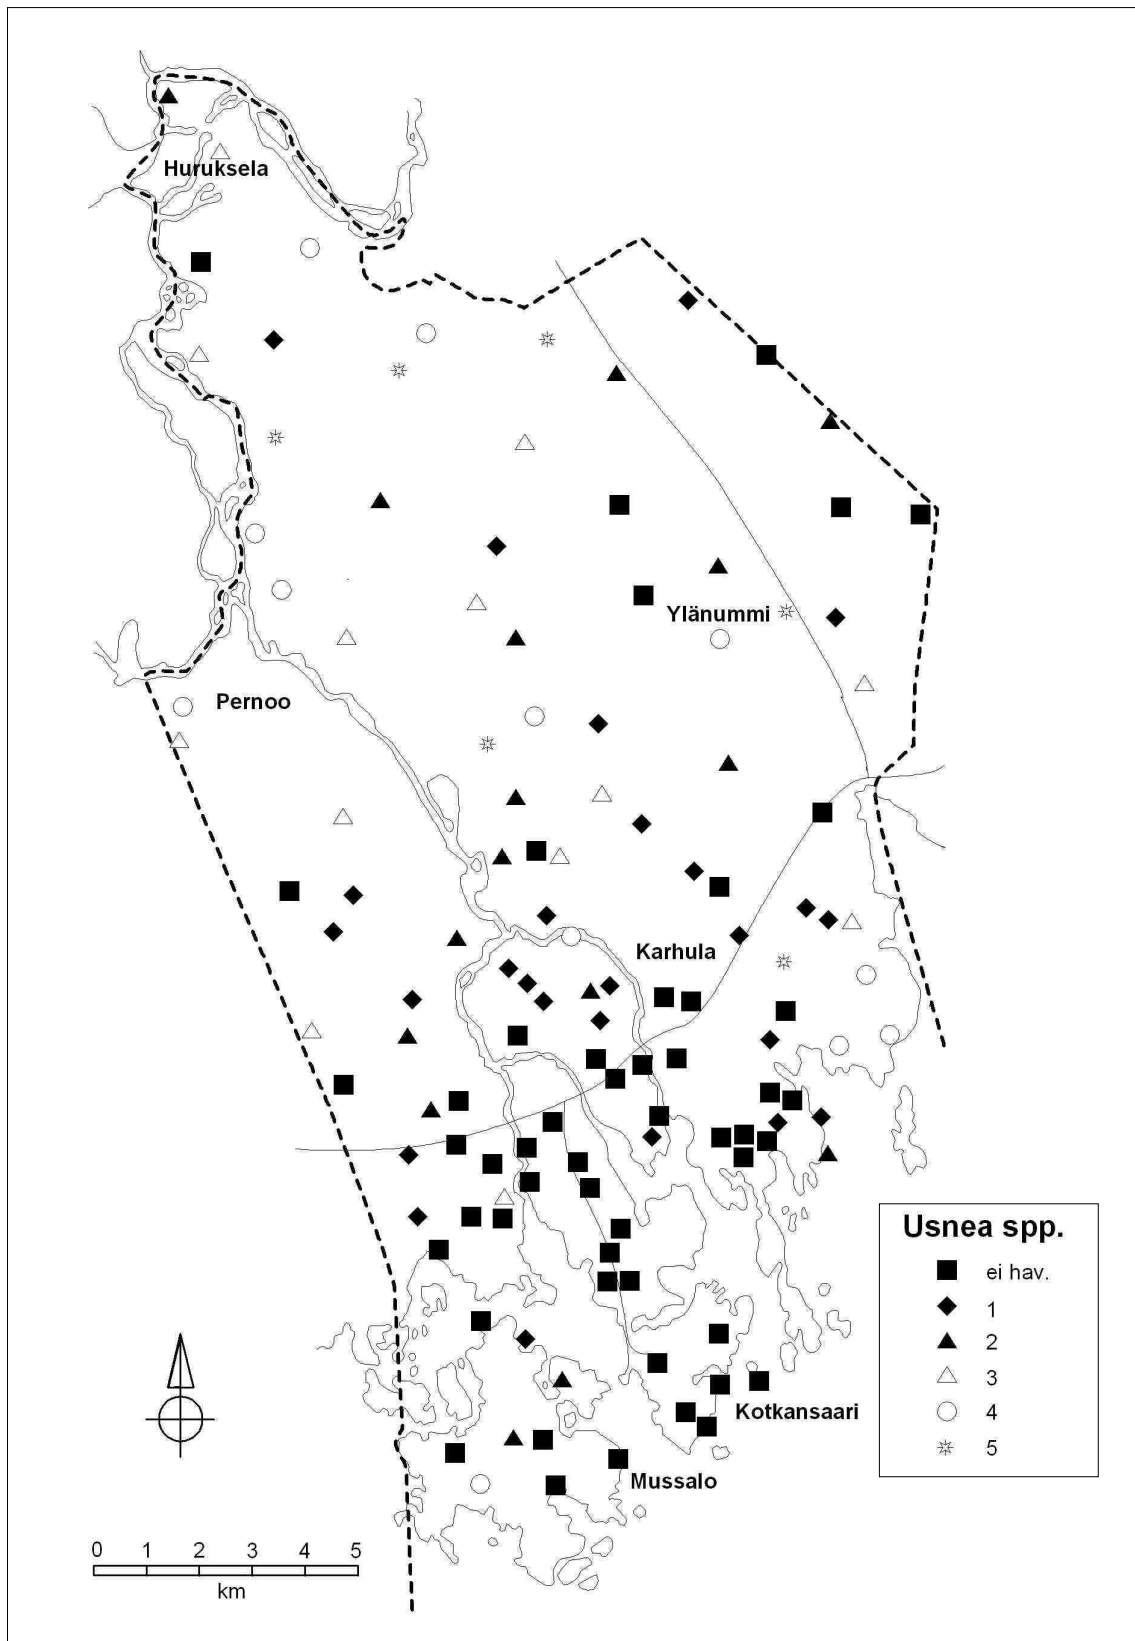 Huruksela
Ylänummi
Pernoo
Karhula
Usnea spp.
ei hav.
1
2
3
4
5
Kotkansaari
Mussalo
0 1 2 3 4 5
km